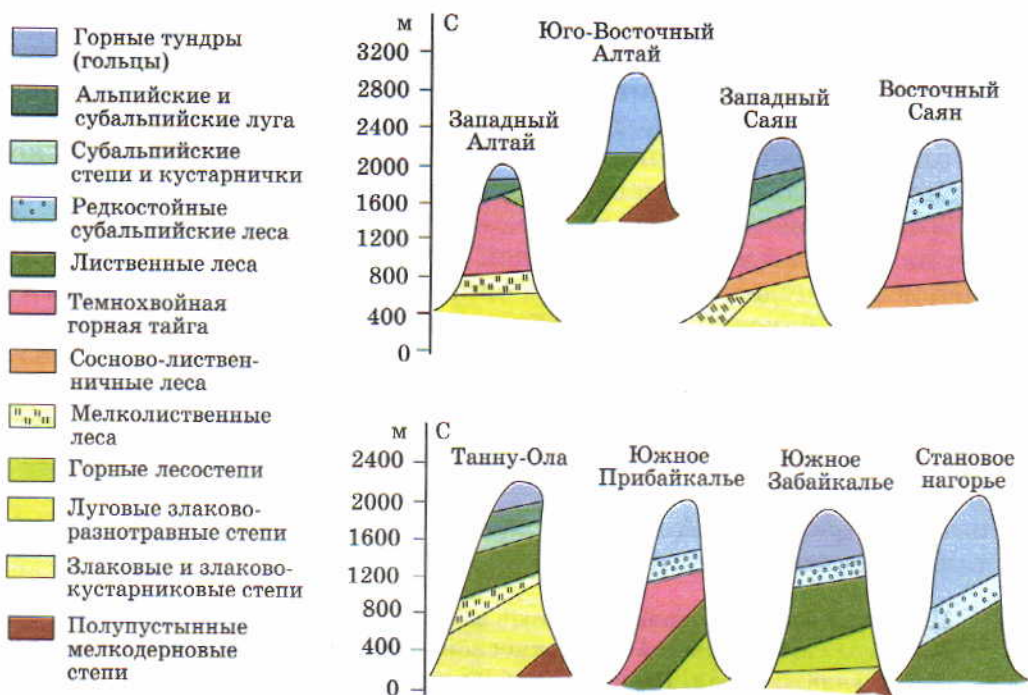 Горные тундры
(гольцы)
Альпийские и
субальпийские луга
Субальпийские
степи и кустарнички
Редкостойные
субальпийские леса
Лиственные леса
Темнохвойная
горная тайга
Сосново-листвен-
ничные леса
Мелколиственные
леса
Горные лесостепи
Луговые злаково-
разнотравные степи
Злаковые и злаково-
кустарниковые степи
Полупустынные
мелкодерновые
степи
м С
3200
2800
2400
2000
1600
1200
800
400
0
Западный
Алтай
Юго-Восточный
Алтай
Западный
Саян
Восточный
Саян
м С
2400
2000
1600
1200
800
400
0
Танну-Ола
Южное
Прибайкалье
Южное
Забайкалье
Становое
нагорье